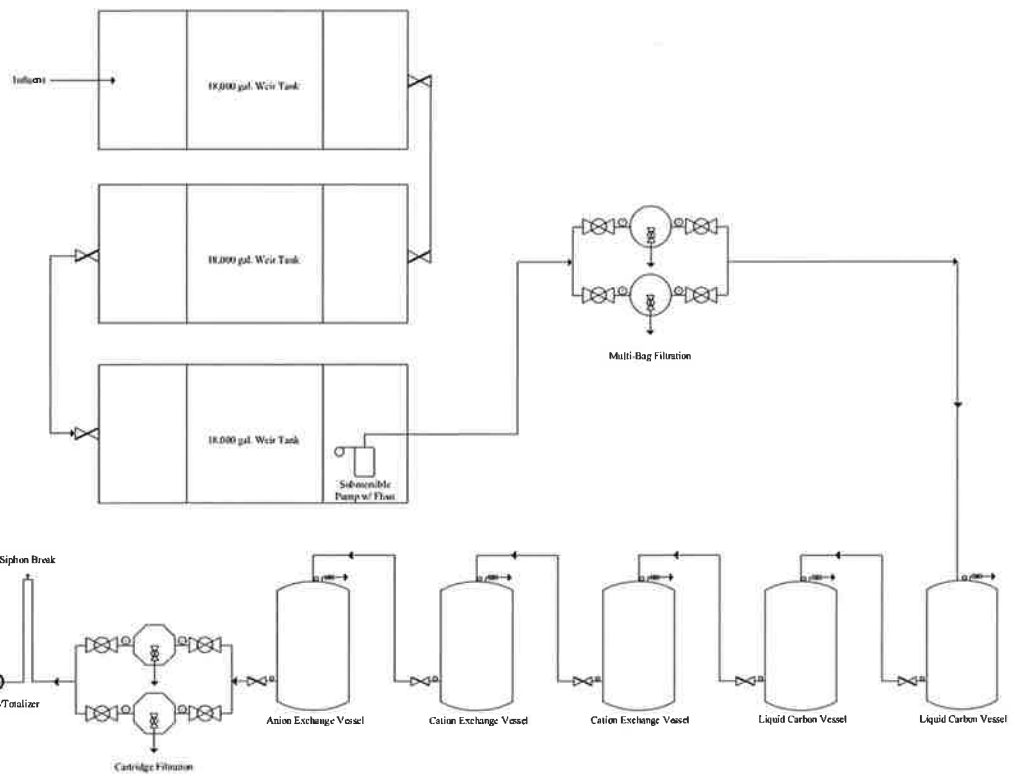 Influent
18,000 gal. Weir Tank
18,000 gal. Weir Tank
Multi-Bag Filtration
18,000 gal. Weir Tank
Submersible
Pump w/ Float
Siphon Break
/Totalizer
Anion Exchange Vessel
Cation Exchange Vessel
Cation Exchange Vessel
Liquid Carbon Vessel
Liquid Carbon Vessel
Cartridge Filtration